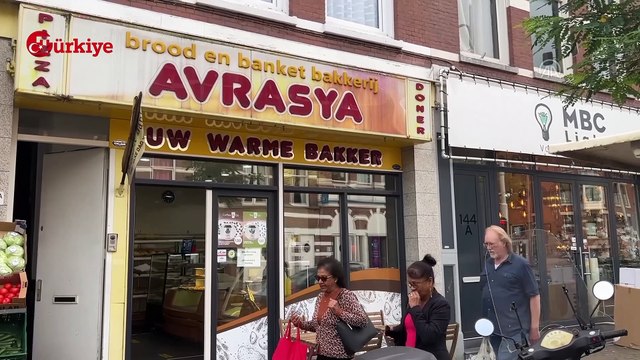 türkiye
PIZZA
brood en banket bakkerij
AVRASYA
DONER
UW WARME BAKKER
MBC
144
A